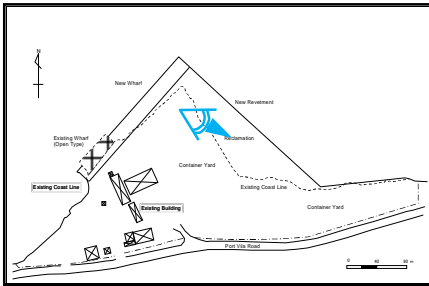 N
New Wharf
New Revetment
Existing Wharf
(Open Type)
Reclamation
Container Yard
Existing Coast Line
Existing Coast Line
Container Yard
Existing Building
Port Vila Road
0 40 80 m